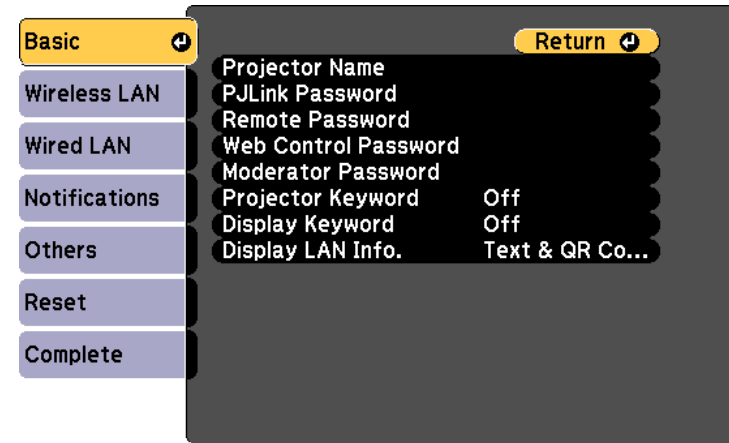 Basic
Wireless LAN
Wired LAN
Notifications
Others
Reset
Complete
Return
Projector Name
PJLink Password
Remote Password
Web Control Password
Moderator Password
Projector Keyword Off
Display Keyword Off
Display LAN Info. Text & QR Co...